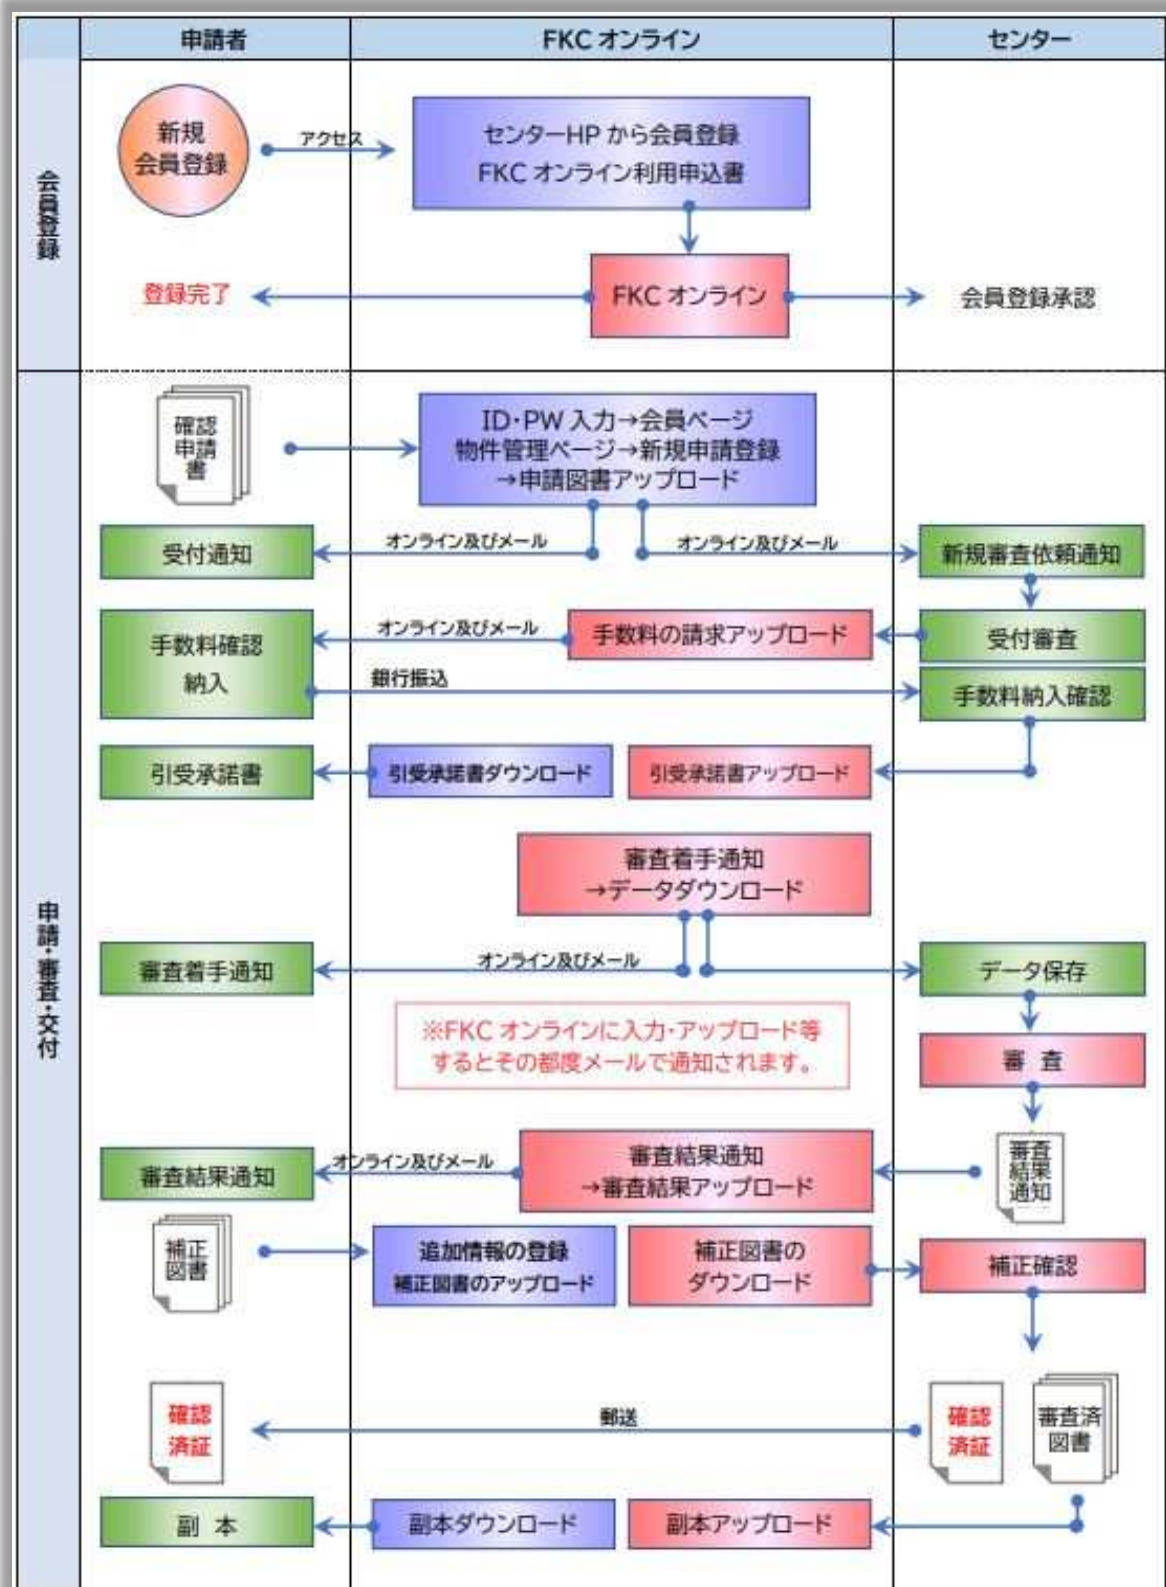 申請者
FKC オンライン
センター
会員登録
新規
会員登録
アクセス
センターHP から会員登録
FKC オンライン利用申込書
登録完了
FKC オンライン
会員登録承認
申請・審査・交付
確認
申請
書
ID・PW 入力→会員ページ
物件管理ページ→新規申請登録
→申請図書アップロード
受付通知
オンライン及びメール
オンライン及びメール
新規審査依頼通知
手数料確認
納入
オンライン及びメール
手数料の請求アップロード
受付審査
銀行振込
手数料納入確認
引受承諾書
引受承諾書ダウンロード
引受承諾書アップロード
審査着手通知
→データダウンロード
審査着手通知
オンライン及びメール
データ保存
※FKC オンラインに入力・アップロード等
するとその都度メールで通知されます。
審 査
審査結果通知
オンライン及びメール
審査結果通知
→審査結果アップロード
審査
結果
通知
補正
図書
追加情報の登録
補正図書のアップロード
補正図書の
ダウンロード
補正確認
確認
済証
郵送
確認
済証
審査済
図書
副 本
副本ダウンロード
副本アップロード